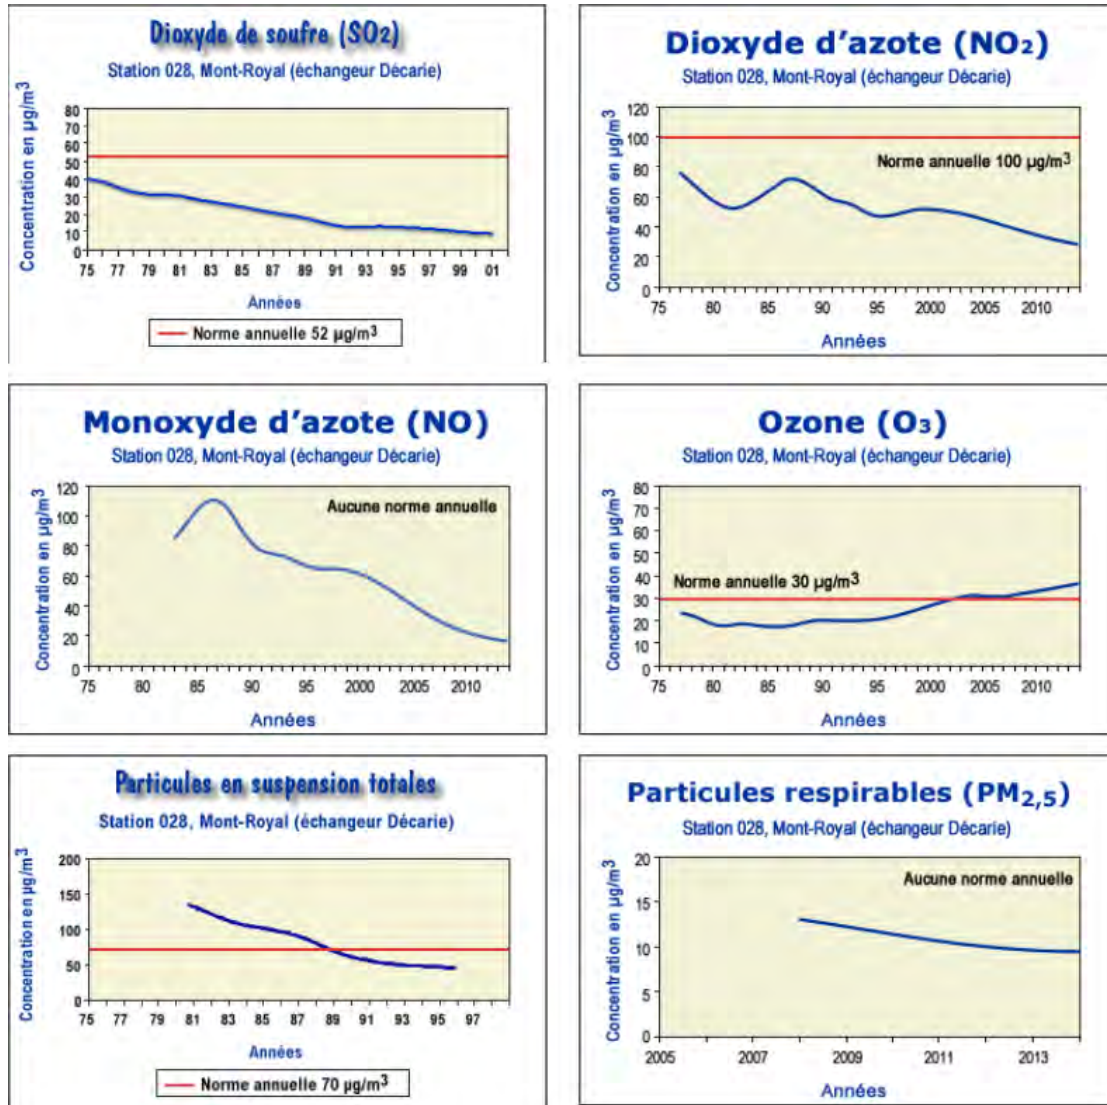 Dioxyde de soufre (SO2)
Station 028, Mont-Royal (échangeur Décarie)
Concentration en µg/m3
80
70
60
50
40
30
20
10
0
75 77 79 81 83 85 87 89 91 93 95 97 99 01
Années
Norme annuelle 52 µg/m3
Dioxyde d'azote (NO2)
Station 028, Mont-Royal (échangeur Décarie)
Concentration en µg/m3
120
100
80
60
40
20
0
Norme annuelle 100 µg/m3
75 80 85 90 95 2000 2005 2010
Années
Monoxyde d'azote (NO)
Station 028, Mont-Royal (échangeur Décarie)
Concentration en µg/m3
120
100
80
60
40
20
0
Aucune norme annuelle
75 80 85 90 95 2000 2005 2010
Années
Ozone (O3)
Station 028, Mont-Royal (échangeur Décarie)
Concentration en µg/m3
80
70
60
50
40
30
20
10
0
Norme annuelle 30 µg/m3
75 80 85 90 95 2000 2005 2010
Années
Particules en suspension totales
Station 028, Mont-Royal (échangeur Décarie)
Concentration en µg/m3
200
150
100
50
0
75 77 79 81 83 85 87 89 91 93 95 97
Années
Norme annuelle 70 µg/m3
Particules respirables (PM2,5)
Station 028, Mont-Royal (échangeur Décarie)
Concentration en µg/m3
20
15
10
5
0
Aucune norme annuelle
2005 2007 2009 2011 2013
Années